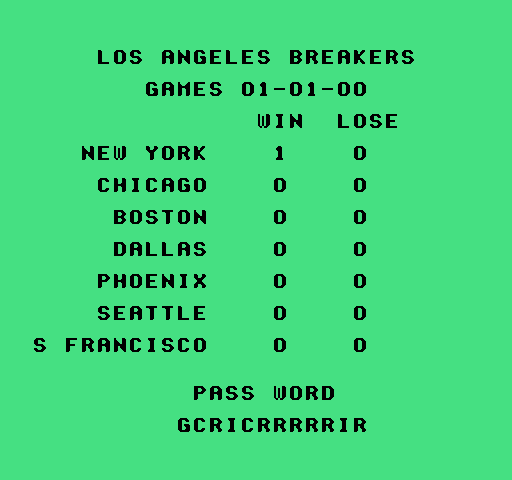 LOS ANGELES BREAKERS
GAMES 01-01-00
WIN LOSE
NEW YORK 1 0
CHICAGO 0 0
BOSTON 0 0
DALLAS 0 0
PHOENIX 0 0
SEATTLE 0 0
S FRANCISCO 0 0
PASS WORD
GCRICRRRRRIR